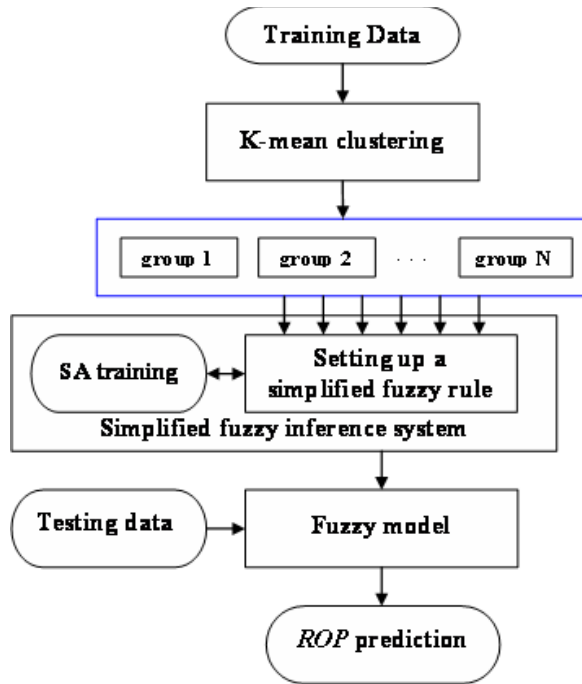 Training Data
K-mean clustering
group 1 group 2 . . . group N
Setting up a
SA training
simplified fuzzy rule
Simplified fuzzy inference system
Testing data
Fuzzy model
ROP prediction